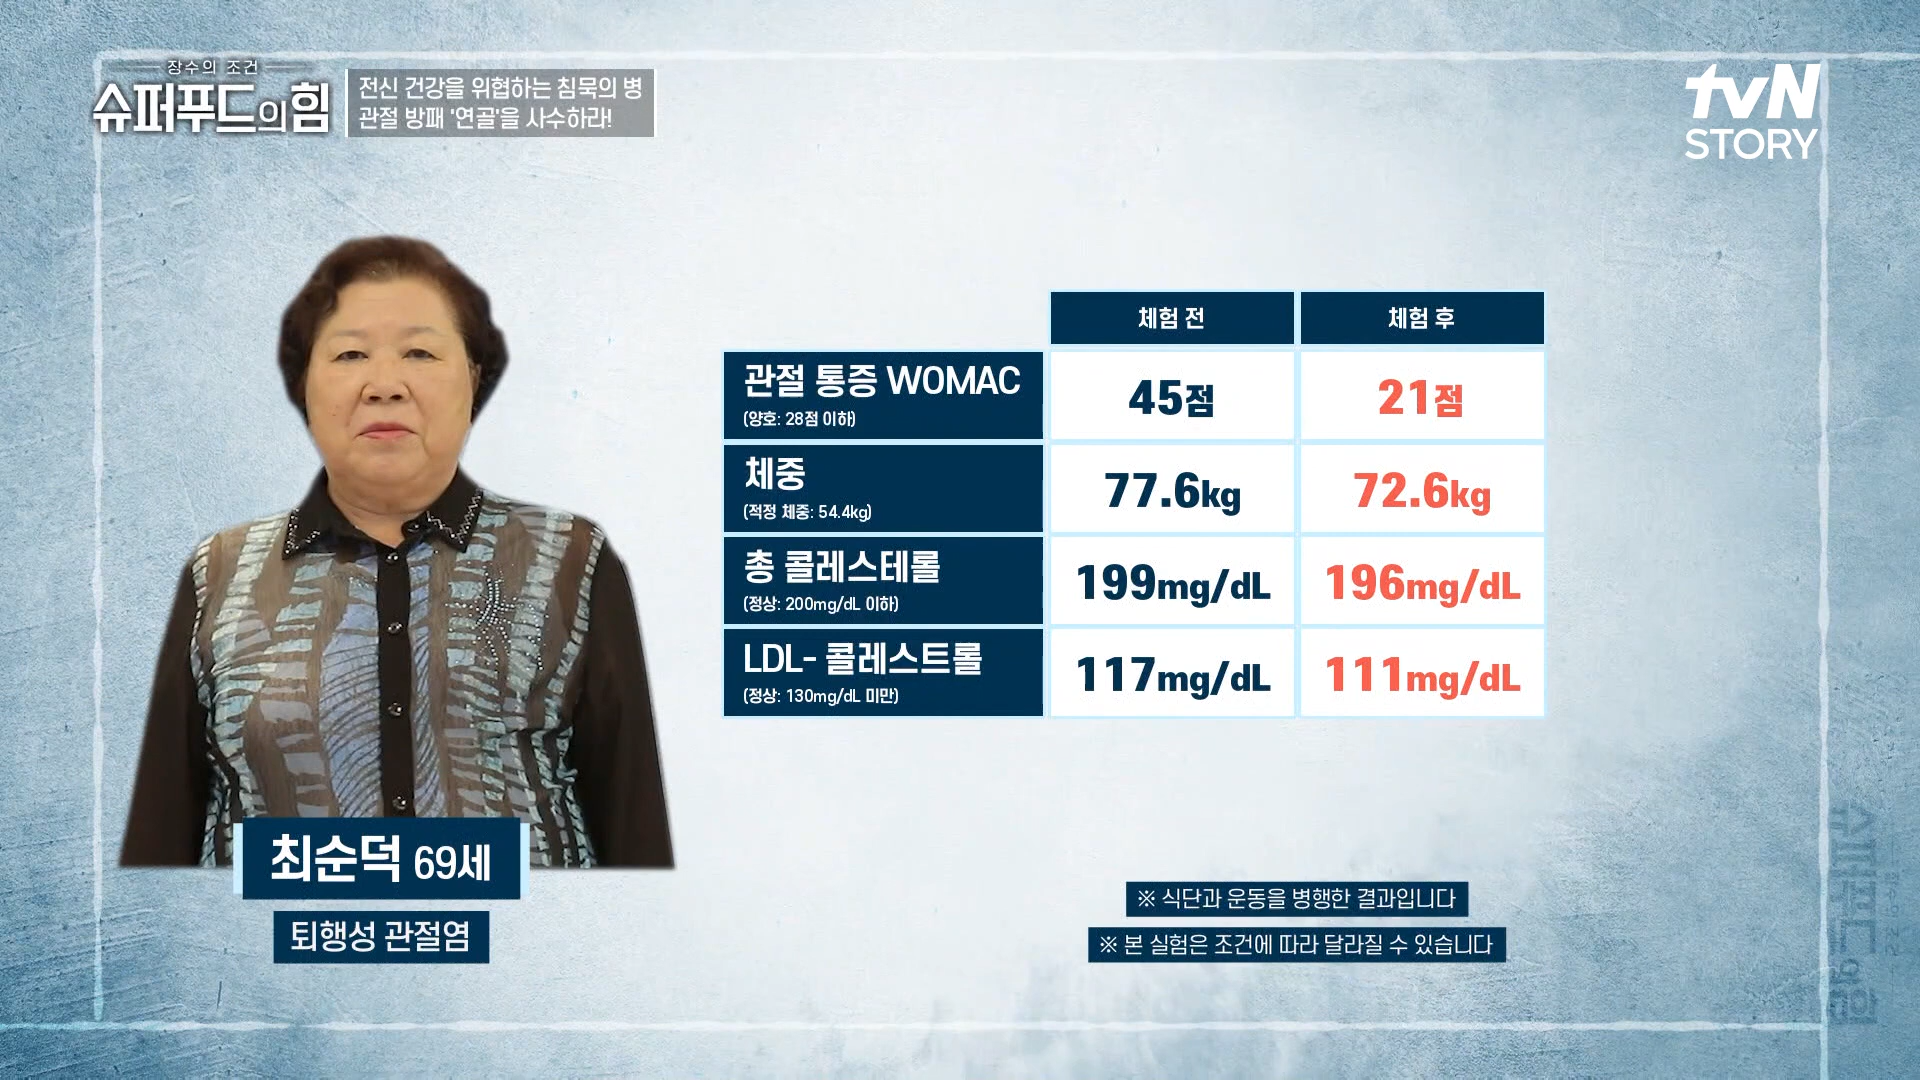 장수의 조건
슈퍼푸드의 힘
전신 건강을 위협하는 침묵의 병
관절 방패 '연골'을 사수하라!
tvN
STORY
체험 전
체험 후
관절 통증 WOMAC
(양호: 28점 이하)
45점
21점
체중
(적정 체중: 54.4kg)
77.6kg
72.6kg
총 콜레스테롤
(정상: 200mg/dL 이하)
199mg/dL
196mg/dL
LDL- 콜레스트롤
(정상: 130mg/dL 미만)
117mg/dL
111mg/dL
최순덕 69세
퇴행성 관절염
※ 식단과 운동을 병행한 결과입니다
※ 본 실험은 조건에 따라 달라질 수 있습니다
슈퍼푸드의 힘